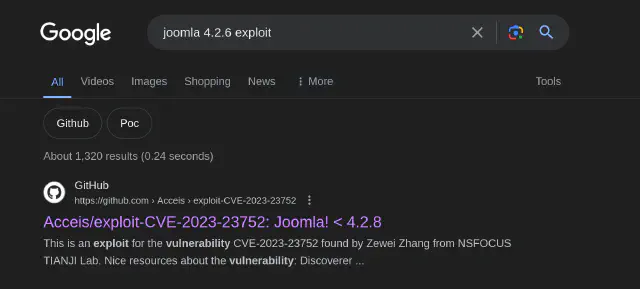 Google joomla 4.2.6 exploit
All Videos Images Shopping News More Tools
Github Poc
About 1,320 results (0.24 seconds)
GitHub
https://github.com › Acceis › exploit-CVE-2023-23752
Acceis/exploit-CVE-2023-23752: Joomla! < 4.2.8
This is an exploit for the vulnerability CVE-2023-23752 found by Zewei Zhang from NSFOCUS
TIANJI Lab. Nice resources about the vulnerability: Discoverer ...